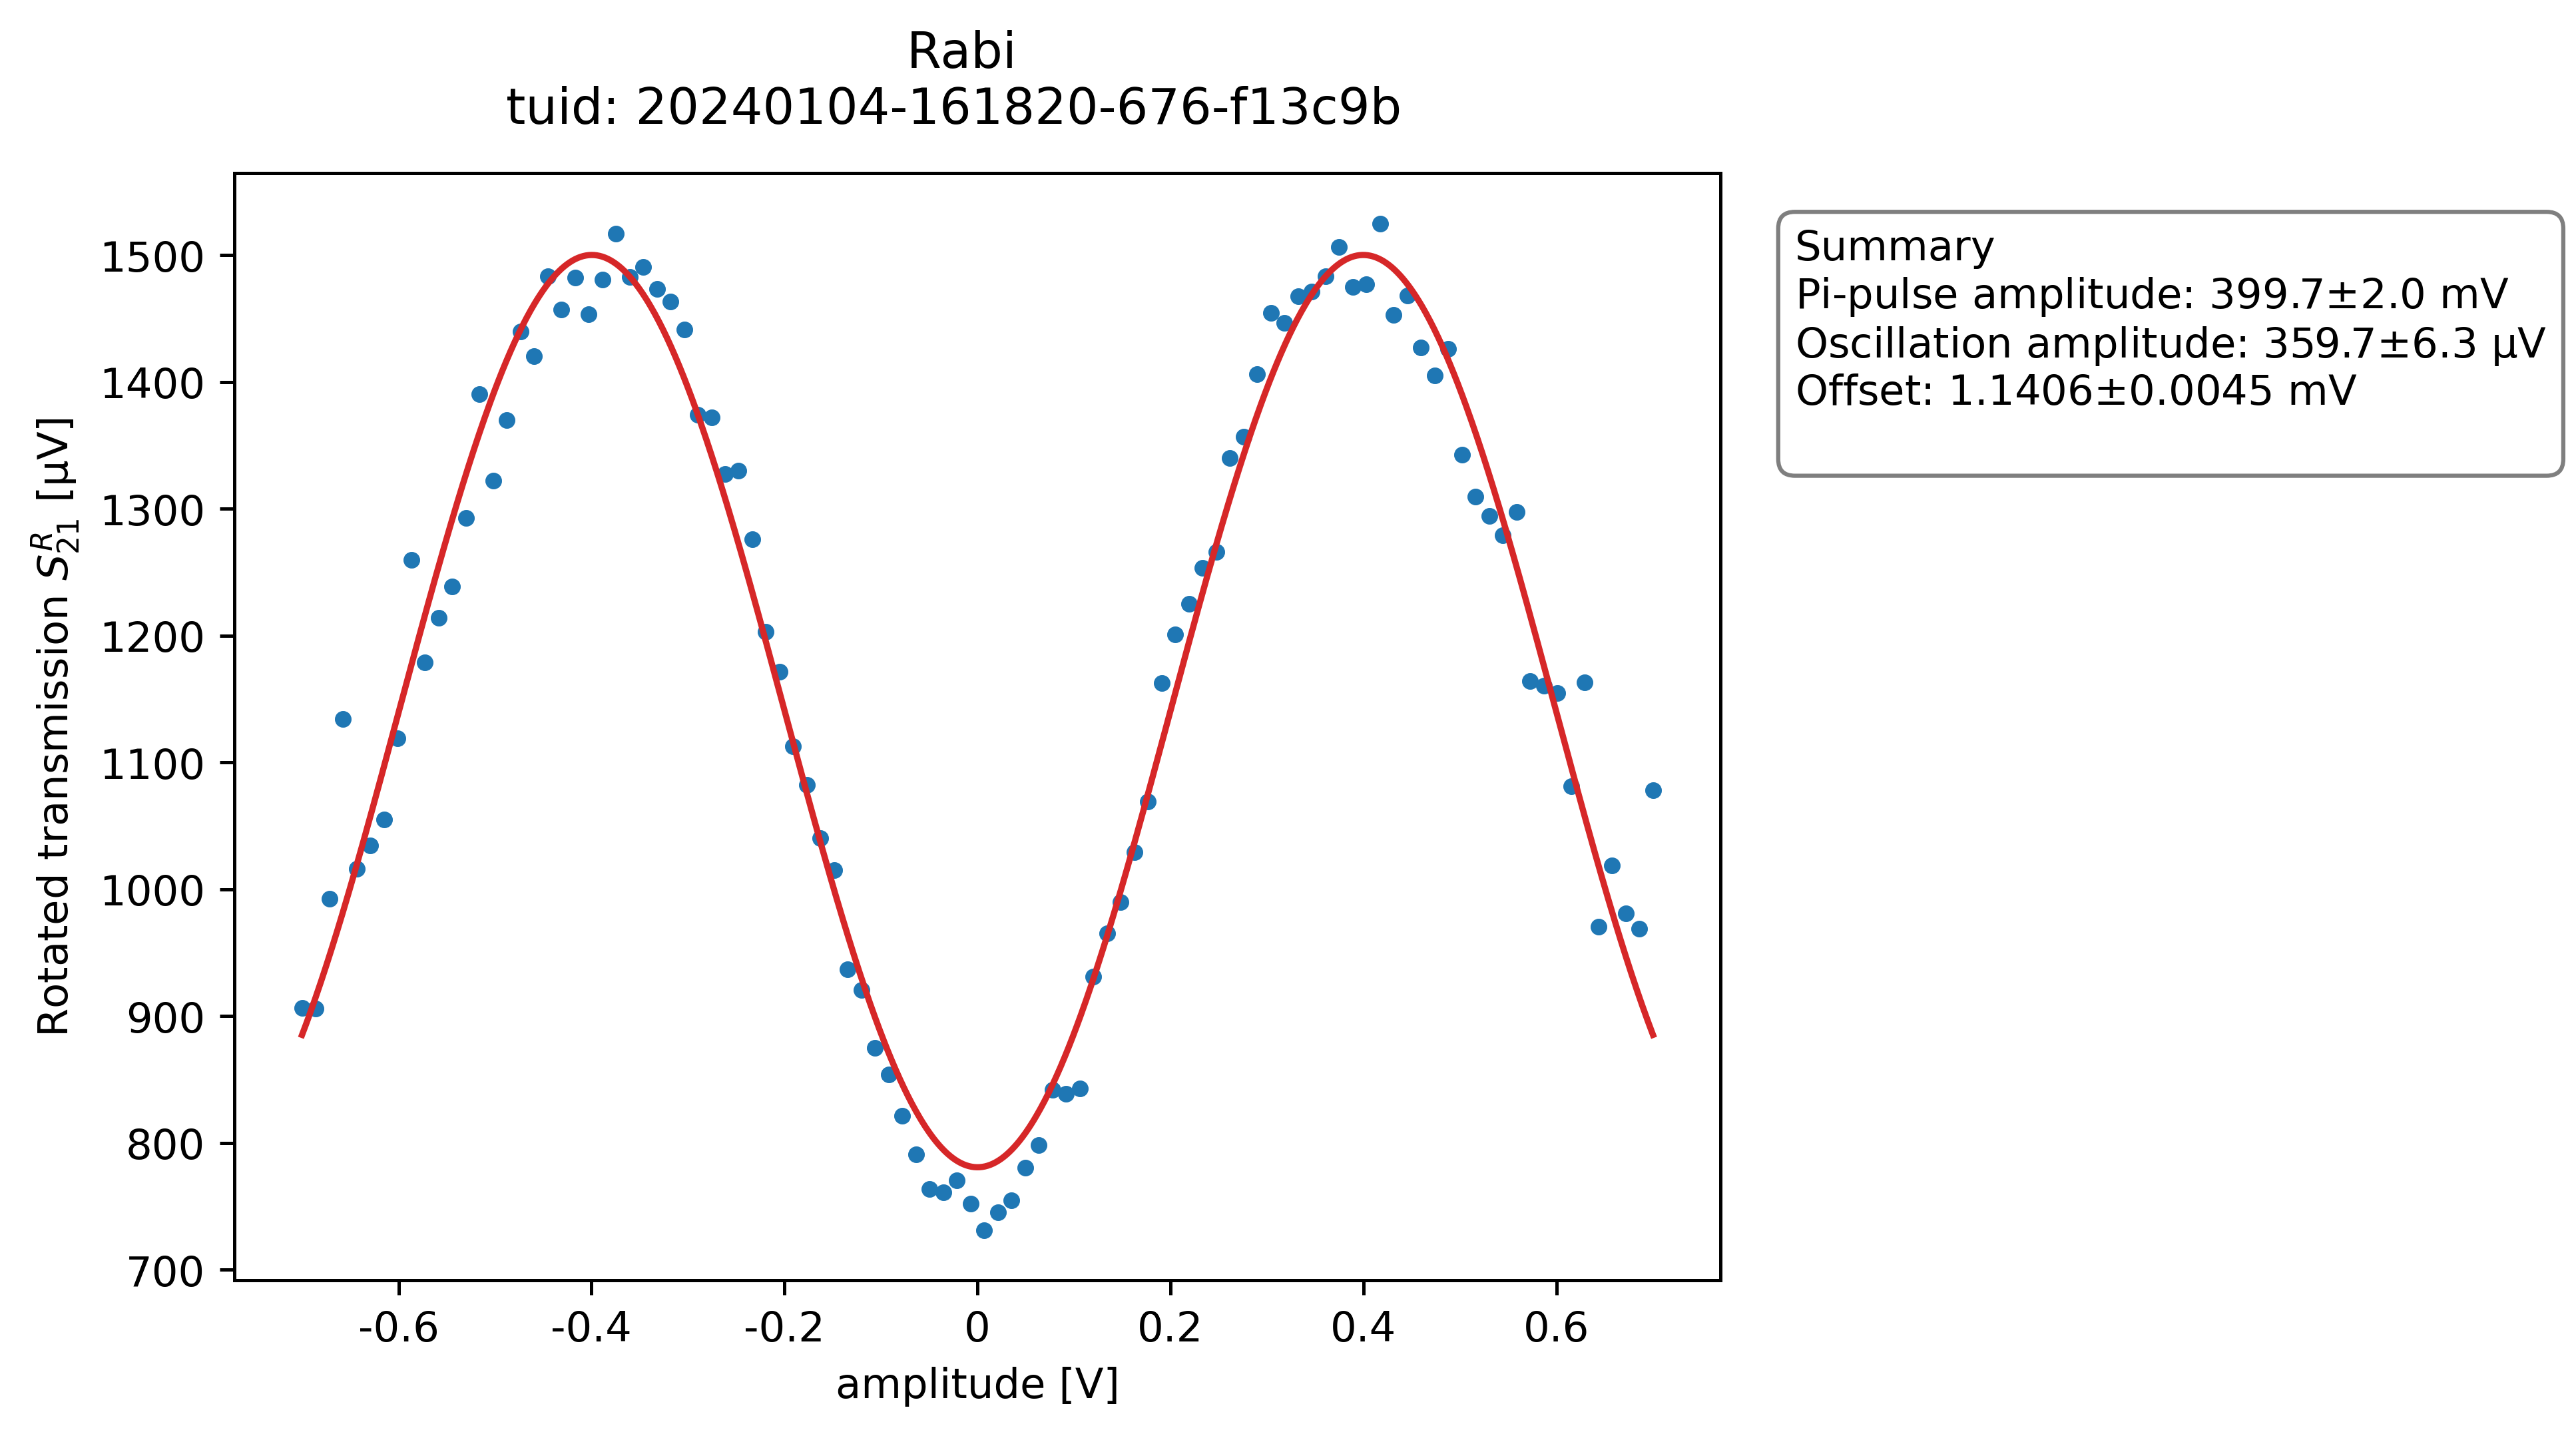 Rabi
tuid: 20240104-161820-676-f13c9b
Rotated transmission S_{21}^{R} [μV]
1500
1400
1300
1200
1100
1000
900
800
700
-0.6
-0.4
-0.2
0
0.2
0.4
0.6
amplitude [V]
Summary
Pi-pulse amplitude: 399.7±2.0 mV
Oscillation amplitude: 359.7±6.3 μV
Offset: 1.1406±0.0045 mV